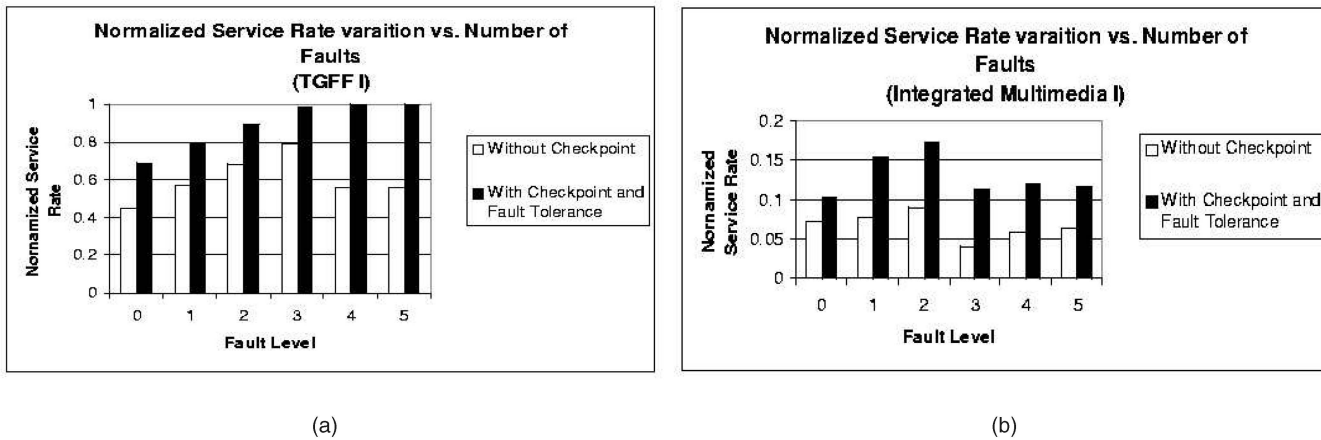 Normalized Service Rate varaition vs. Number of
Faults
(TGFF I)
Nornamized Service
Rate
1
0.8
0.6
0.4
0.2
0
0 1 2 3 4 5
Fault Level
Without Checkpoint
With Checkpoint and
Fault Tolerance
(a)
Normalized Service Rate varaition vs. Number of
Faults
(Integrated Multimedia I)
Nornamized
Service Rate
0.2
0.15
0.1
0.05
0
0 1 2 3 4 5
Fault Level
Without Checkpoint
With Checkpoint and
Fault Tolerance
(b)